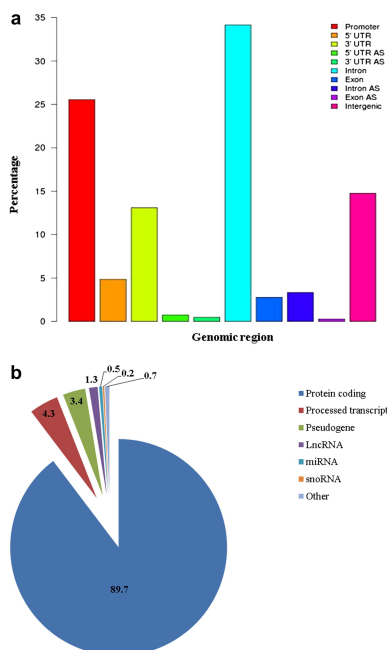 a
35
30
25
20
15
10
5
0
Percentage
Genomic region
Promoter
5' UTR
3' UTR
5' UTR AS
3' UTR AS
Intron
Exon
Intron AS
Exon AS
Intergenic
b
4.3
3.4
1.3
0.5
0.2
0.7
89.7
Protein coding
Processed transcript
Pseudogene
LncRNA
miRNA
snoRNA
Other